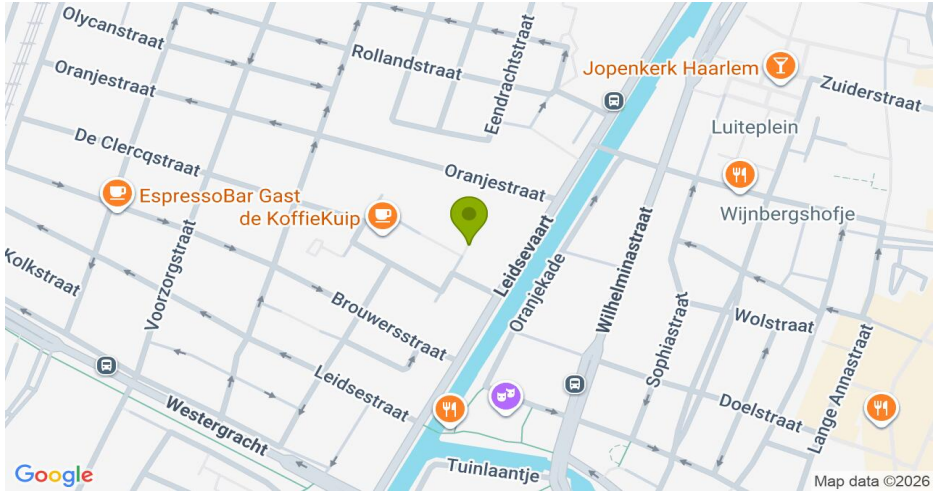 Olycanstraat
Rollandstraat
Eendrachtstraat
Jopenkerk Haarlem
Zuiderstraat
Oranjestraat
Luiteplein
De Clercqstraat
Oranjestraat
EspressoBar Gast
de KoffieKuip
Wijnbergshofje
Leidsevaart
Oranjekade
Wilhelminastraat
Kolkstraat
Voorzorgstraat
Brouwersstraat
Sophiastraat
Wolstraat
Lange Annastraat
Leidsestraat
Doelstraat
Westergracht
Tuinlaantje
Google
Map data ©2026